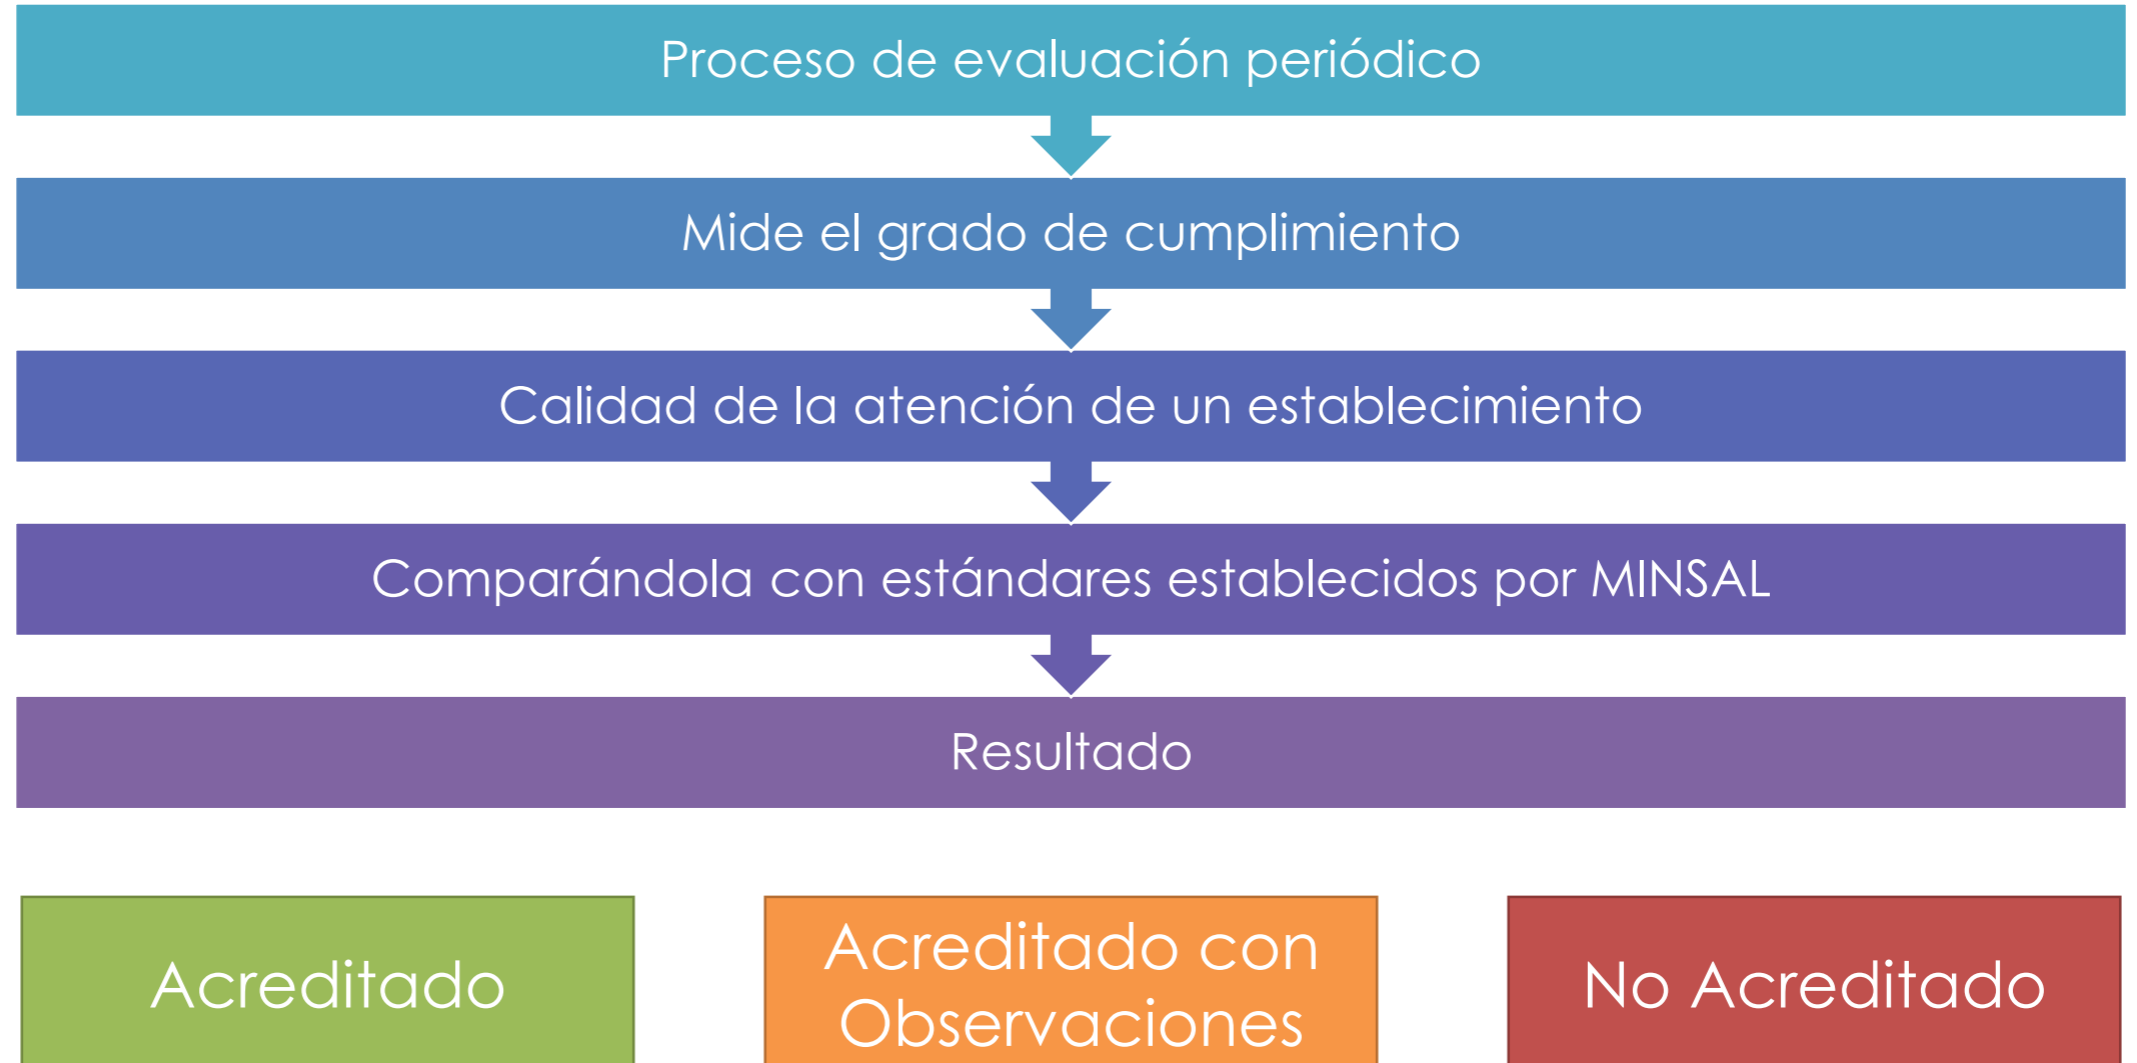 Proceso de evaluación periódico
Mide el grado de cumplimiento
Calidad de la atención de un establecimiento
Comparándola con estándares establecidos por MINSAL
Resultado
Acreditado
Acreditado con
Observaciones
No Acreditado